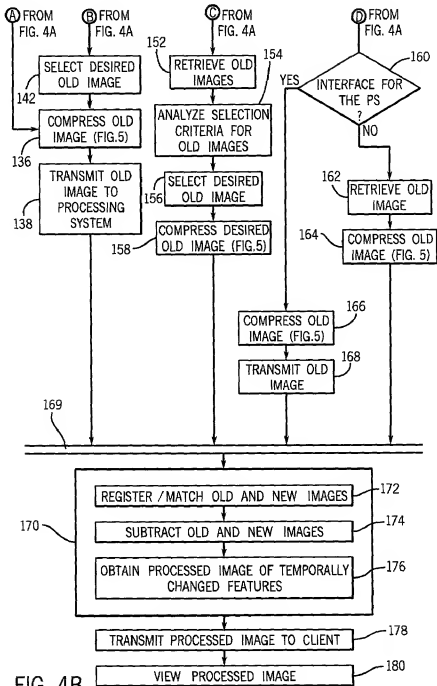 A FROM FIG. 4A
B FROM FIG. 4A
C FROM FIG. 4A
D FROM FIG. 4A
142
SELECT DESIRED
OLD IMAGE
136
COMPRESS OLD
IMAGE (FIG.5)
138
TRANSMIT OLD
IMAGE TO
PROCESSING
SYSTEM
152
RETRIEVE OLD
IMAGES
154
ANALYZE SELECTION
CRITERIA FOR
OLD IMAGES
156
SELECT DESIRED
OLD IMAGE
158
COMPRESS DESIRED
OLD IMAGE (FIG.5)
160
YES
INTERFACE FOR
THE PS
?
NO
162
RETRIEVE OLD
IMAGE
164
COMPRESS OLD
IMAGE (FIG. 5)
166
COMPRESS OLD
IMAGE (FIG.5)
168
TRANSMIT OLD
IMAGE
169
170
REGISTER/MATCH OLD AND NEW IMAGES
172
SUBTRACT OLD AND NEW IMAGES
174
OBTAIN PROCESSED IMAGE OF TEMPORALLY
CHANGED FEATURES
176
TRANSMIT PROCESSED IMAGE TO CLIENT
178
VIEW PROCESSED IMAGE
180
FIG. 4B